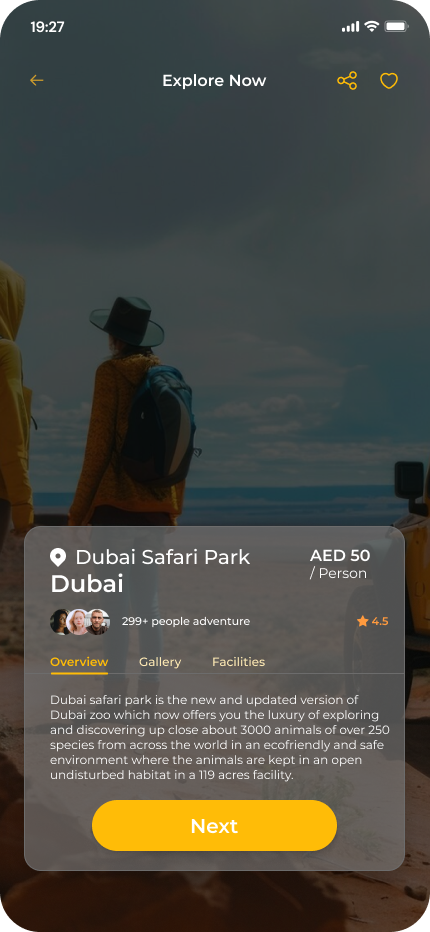 19:27
Explore Now
Dubai Safari Park
Dubai
AED 50
/ Person
299+ people adventure
4.5
Overview Gallery Facilities
Dubai safari park is the new and updated version of
Dubai zoo which now offers you the luxury of exploring
and discovering up close about 3000 animals of over 250
species from across the world in an ecofriendly and safe
environment where the animals are kept in an open
undisturbed habitat in a 119 acres facility.
Next